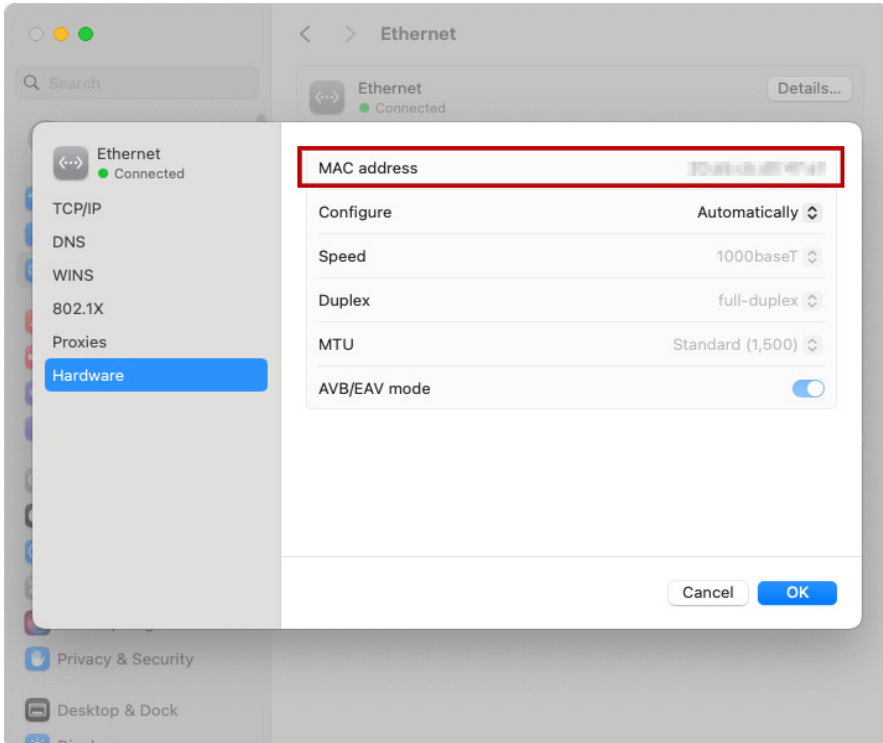 Ethernet
Search
Ethernet
Connected
Details...
Ethernet
Connected
TCP/IP
DNS
WINS
802.1X
Proxies
Hardware
MAC address
Configure Automatically
Speed 1000baseT
Duplex full-duplex
MTU Standard (1,500)
AVB/EAV mode
Cancel OK
Privacy & Security
Desktop & Dock